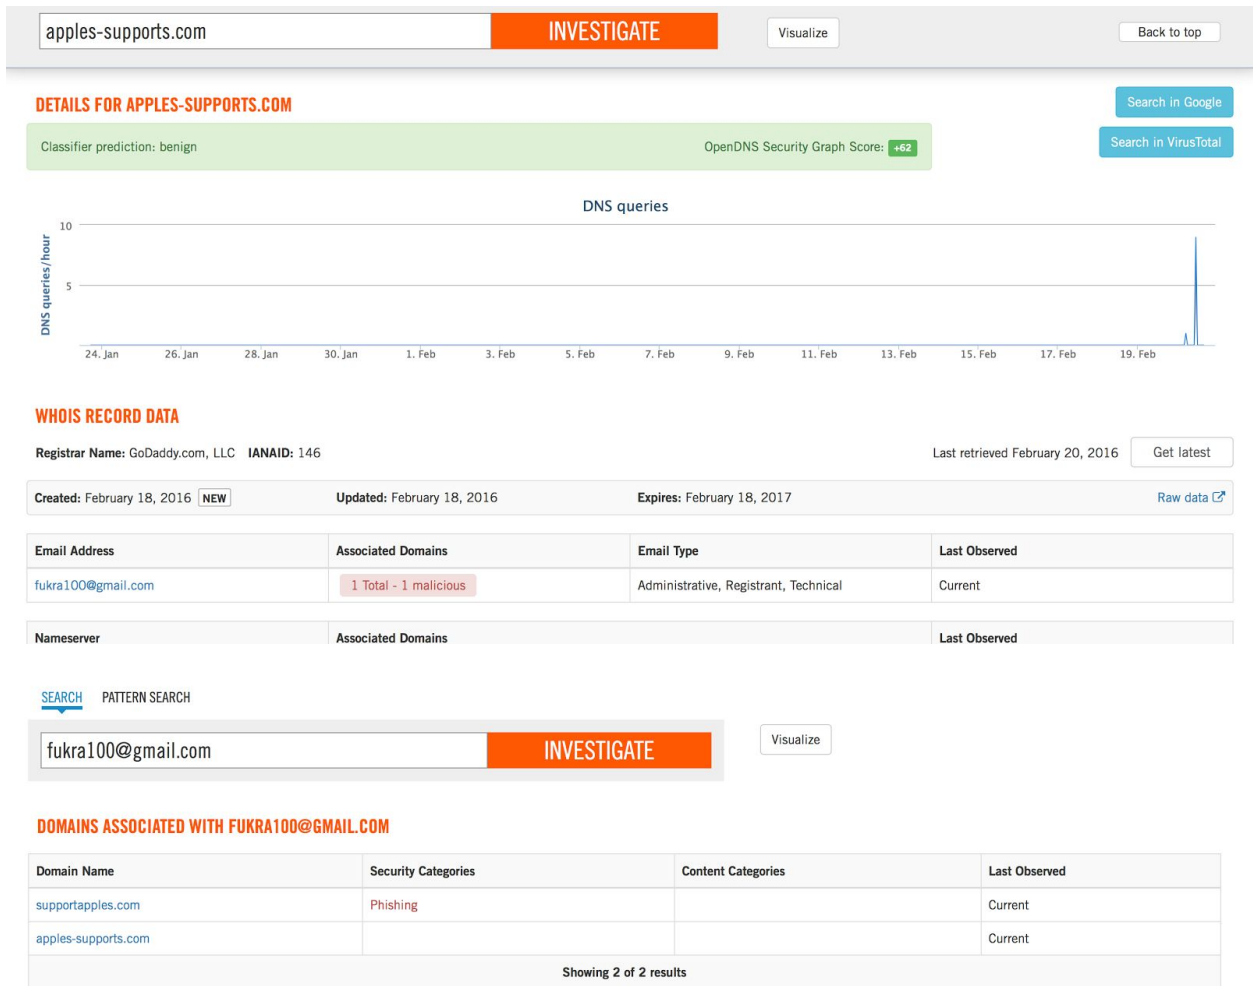 apples-supports.com INVESTIGATE Visualize Back to top
DETAILS FOR APPLES-SUPPORTS.COM Search in Google
Classifier prediction: benign OpenDNS Security Graph Score: +62 Search in VirusTotal
DNS queries
DNS queries/hour
10
5
24. Jan 26. Jan 28. Jan 30. Jan 1. Feb 3. Feb 5. Feb 7. Feb 9. Feb 11. Feb 13. Feb 15. Feb 17. Feb 19. Feb
WHOIS RECORD DATA
Registrar Name: GoDaddy.com, LLC IANAID: 146 Last retrieved February 20, 2016 Get latest
Created: February 18, 2016 NEW Updated: February 18, 2016 Expires: February 18, 2017 Raw data
Email Address Associated Domains Email Type Last Observed
fukra100@gmail.com 1 Total - 1 malicious Administrative, Registrant, Technical Current
Nameserver Associated Domains Last Observed
SEARCH PATTERN SEARCH
fukra100@gmail.com INVESTIGATE Visualize
DOMAINS ASSOCIATED WITH FUKRA100@GMAIL.COM
Domain Name Security Categories Content Categories Last Observed
supportapples.com Phishing Current
apples-supports.com Current
Showing 2 of 2 results